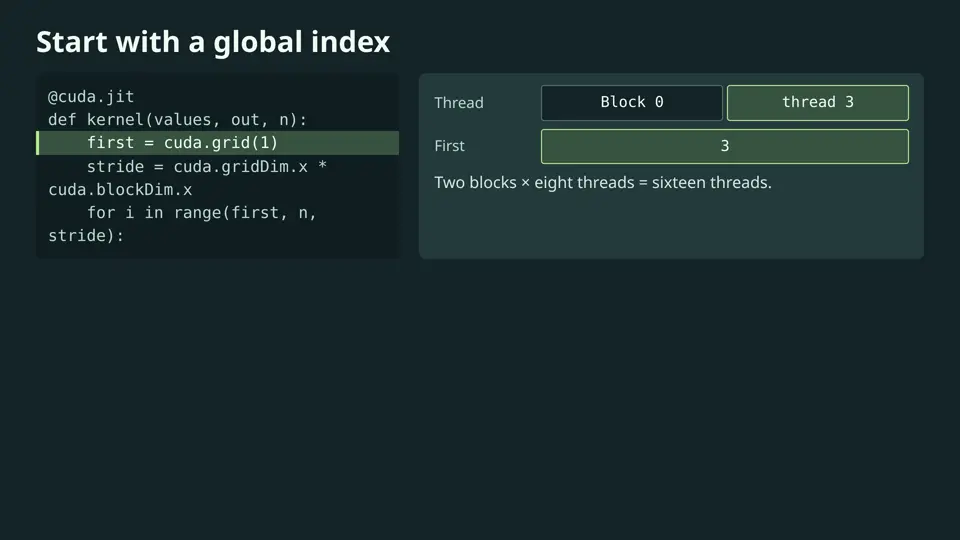 Start with a global index
@cuda.jit
def kernel(values, out, n):
    first = cuda.grid(1)
    stride = cuda.gridDim.x *
cuda.blockDim.x
    for i in range(first, n,
stride):
Thread Block 0 thread 3
First 3
Two blocks × eight threads = sixteen threads.